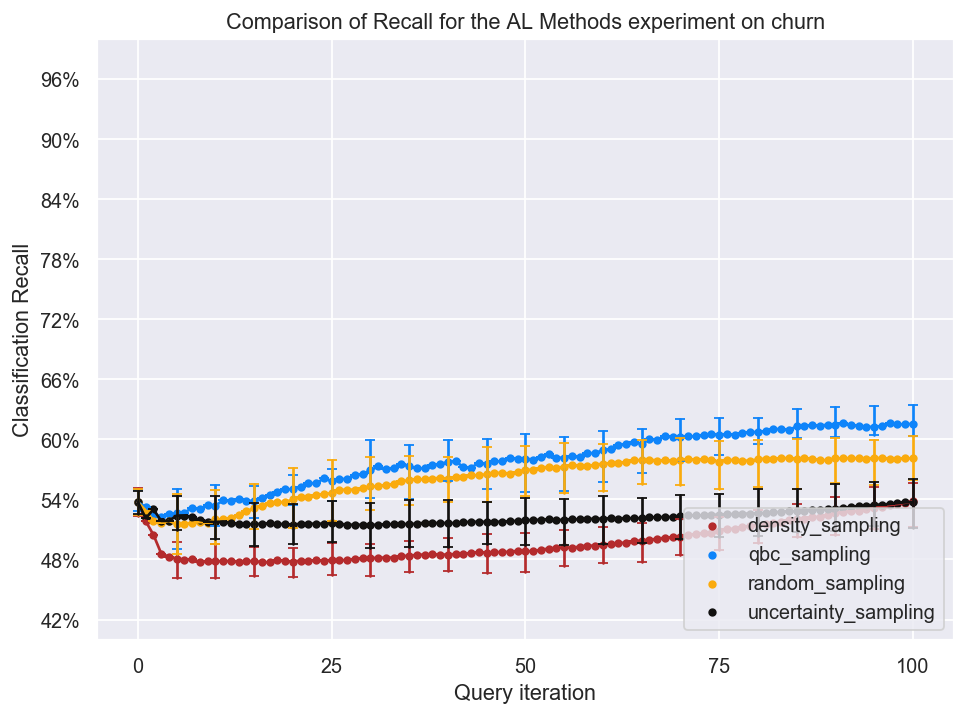 Comparison of Recall for the AL Methods experiment on churn
Classification Recall
96%
90%
84%
78%
72%
66%
60%
54%
48%
42%
density_sampling
qbc_sampling
random_sampling
uncertainty_sampling
0 25 50 75 100
Query iteration